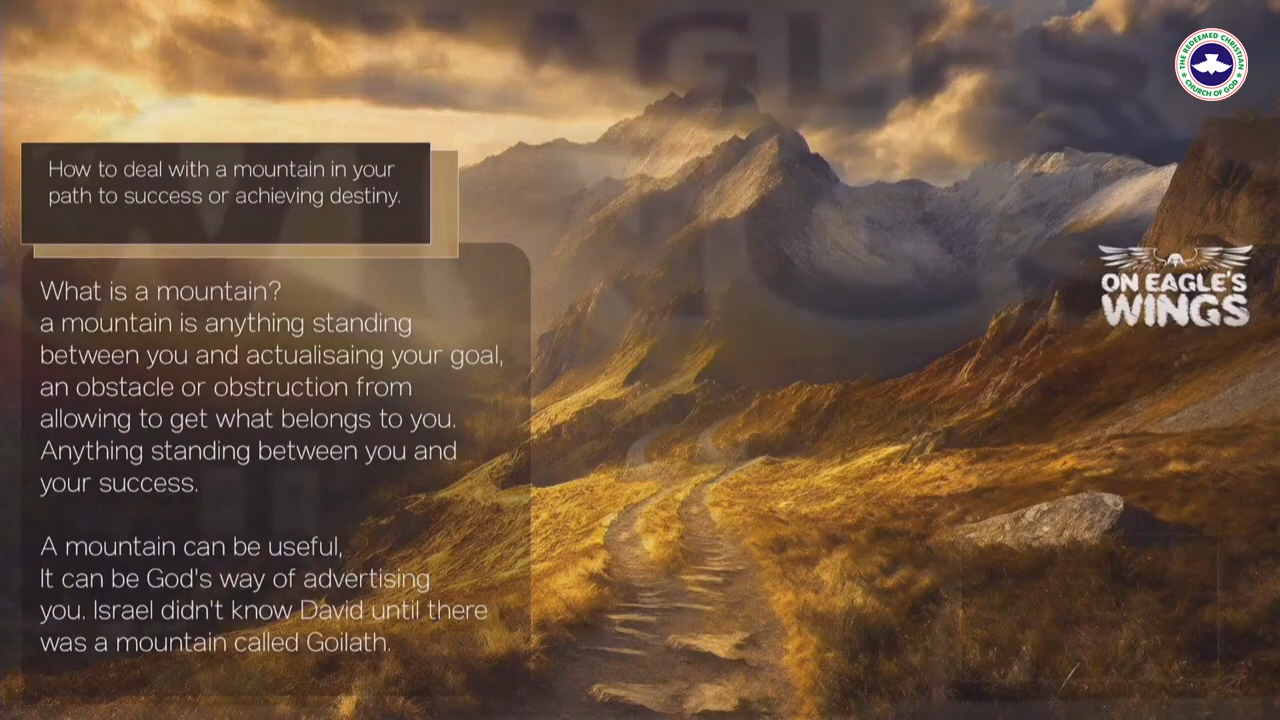 THE REDEEMED CHRISTIAN
CHURCH OF GOD
How to deal with a mountain in your
path to success or achieving destiny.
ON EAGLE'S
WINGS
What is a mountain?
a mountain is anything standing
between you and actualisaing your goal,
an obstacle or obstruction from
allowing to get what belongs to you.
Anything standing between you and
your success.
A mountain can be useful,
It can be God's way of advertising
you. Israel didn't know David until there
was a mountain called Goilath.